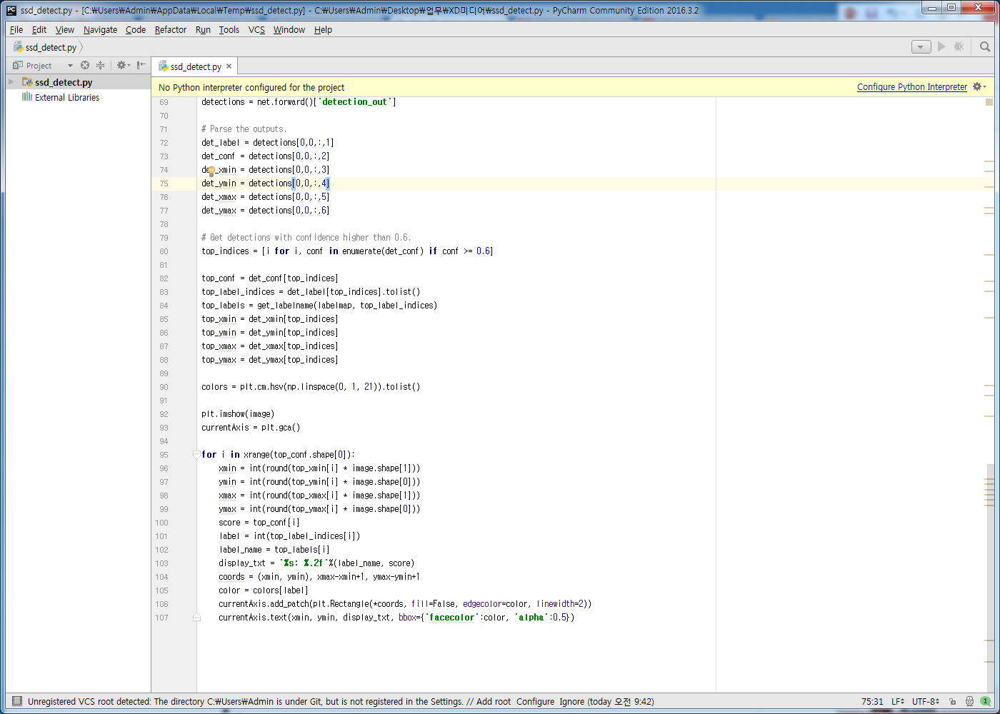 ssd_detect.py - [C:₩Users₩Admin₩AppData₩Local₩Temp₩ssd_detect.py] - C:₩Users₩Admin₩Desktop₩업무₩XD미디어₩ssd_detect.py - PyCharm Community Edition 2016.3.2
File Edit View Navigate Code Refactor Run Tools VCS Window Help
ssd_detect.py
Project
ssd_detect.py
ssd_detect.py
External Libraries
No Python interpreter configured for the project
Configure Python Interpreter
69 detections = net.forward()['detection_out']
70
71 # Parse the outputs.
72 det_label = detections[0,0,:,1]
73 det_conf = detections[0,0,:,2]
74 det_xmin = detections[0,0,:,3]
75 det_ymin = detections[0,0,:,4]
76 det_xmax = detections[0,0,:,5]
77 det_ymax = detections[0,0,:,6]
78
79 # Get detections with confidence higher than 0.6.
80 top_indices = [i for i, conf in enumerate(det_conf) if conf >= 0.6]
81
82 top_conf = det_conf[top_indices]
83 top_label_indices = det_label[top_indices].tolist()
84 top_labels = get_labelname(labelmap, top_label_indices)
85 top_xmin = det_xmin[top_indices]
86 top_ymin = det_ymin[top_indices]
87 top_xmax = det_xmax[top_indices]
88 top_ymax = det_ymax[top_indices]
89
90 colors = plt.cm.hsv(np.linspace(0, 1, 21)).tolist()
91
92 plt.imshow(image)
93 currentAxis = plt.gca()
94
95 for i in xrange(top_conf.shape[0]):
96 xmin = int(round(top_xmin[i] * image.shape[1]))
97 ymin = int(round(top_ymin[i] * image.shape[0]))
98 xmax = int(round(top_xmax[i] * image.shape[1]))
99 ymax = int(round(top_ymax[i] * image.shape[0]))
100 score = top_conf[i]
101 label = int(top_label_indices[i])
102 label_name = top_labels[i]
103 display_txt = '%s: %.2f'%(label_name, score)
104 coords = (xmin, ymin), xmax-xmin+1, ymax-ymin+1
105 color = colors[label]
106 currentAxis.add_patch(plt.Rectangle(*coords, fill=False, edgecolor=color, linewidth=2))
107 currentAxis.text(xmin, ymin, display_txt, bbox={'facecolor':color, 'alpha':0.5})
Unregistered VCS root detected: The directory C:₩Users₩Admin is under Git, but is not registered in the Settings. // Add root Configure Ignore (today 오전 9:42)
75:31 LF UTF-8 1